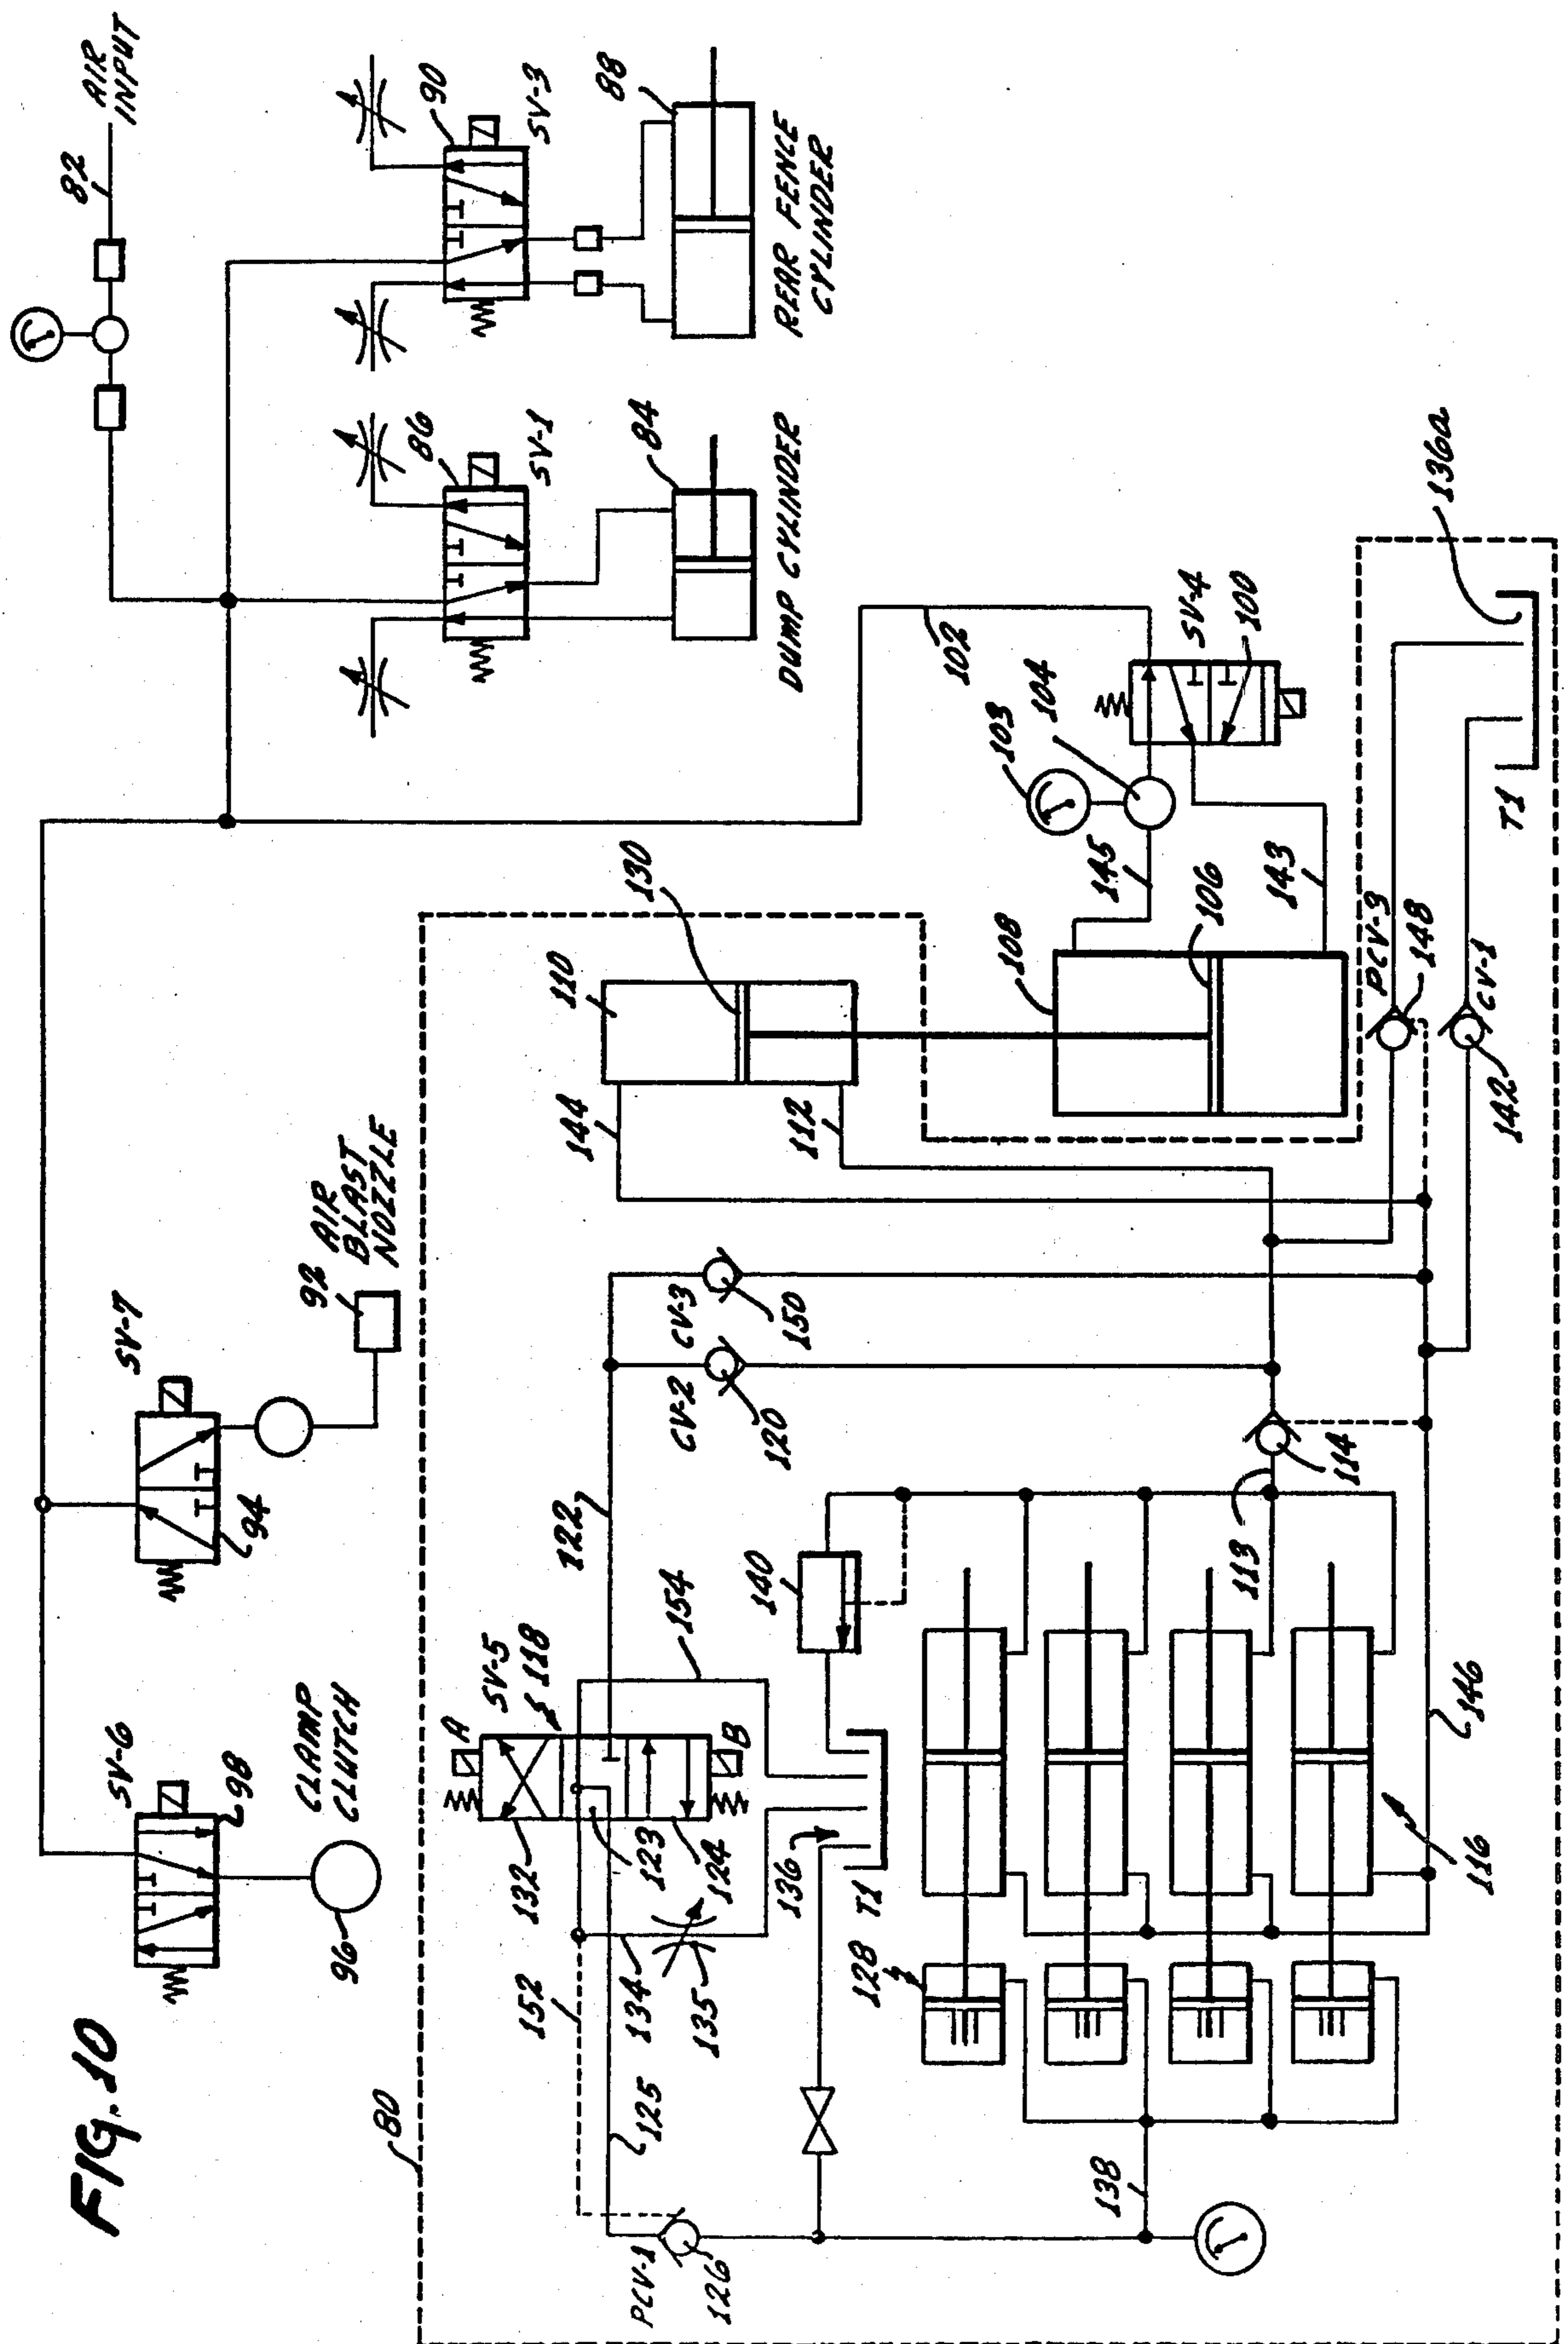 FIG. 10
80
SV-6
98
CLAMP
CLUTCH
96
SV-7
94
92
AIR
BLAST
NOZZLE
82
AIR
INPUT
86
SV-1
84
DUMP CYLINDER
90
SV-3
88
REAR FENCE
CYLINDER
102
103
104
SV-4
100
145
143
106
108
110
130
144
112
PCV-3
148
CV-1
142
T1
136a
CV-3
150
CV-2
120
122
114
113
140
154
SV-5
118
A
B
132
123
124
152
134
135
125
136
T1
128
PCV-1
126
138
116
146